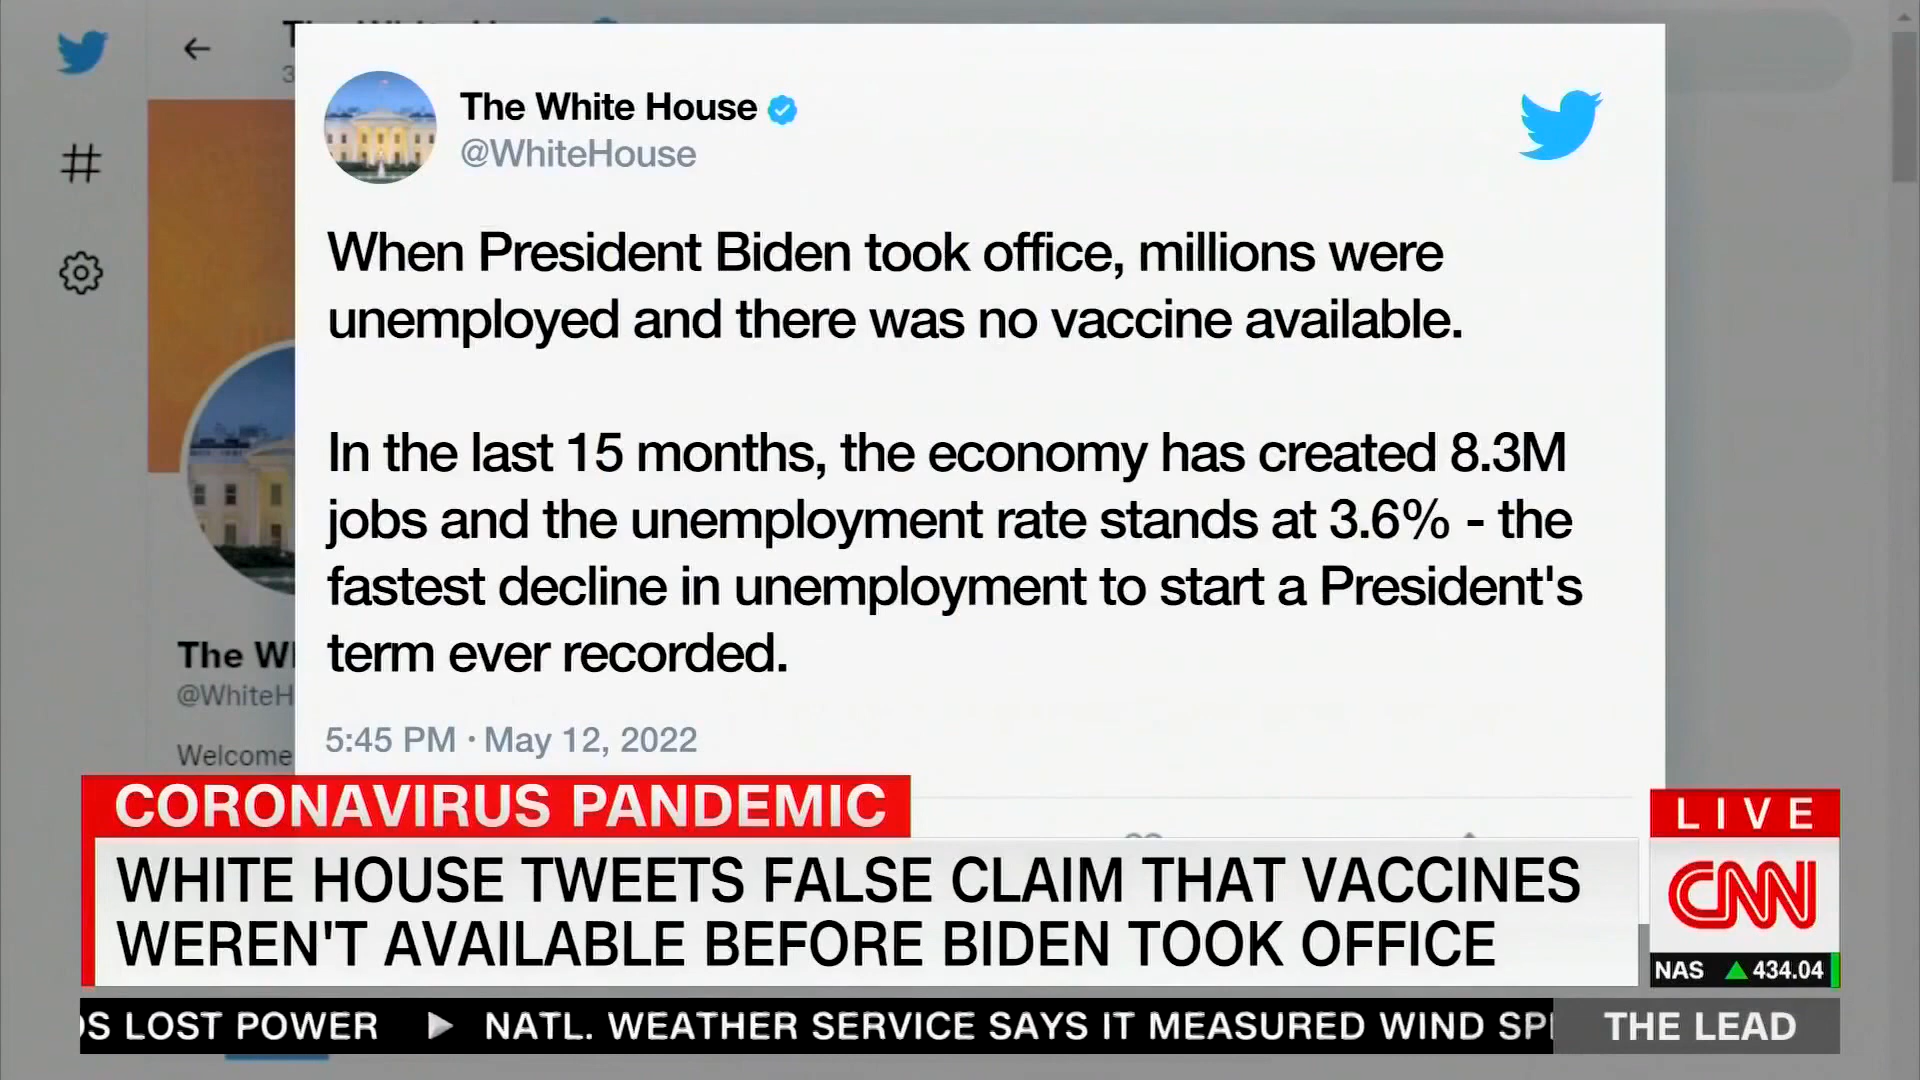 The White House
@WhiteHouse
When President Biden took office, millions were
unemployed and there was no vaccine available.
In the last 15 months, the economy has created 8.3M
jobs and the unemployment rate stands at 3.6% - the
fastest decline in unemployment to start a President's
term ever recorded.
5:45 PM · May 12, 2022
#
The W
@WhiteH
Welcome
CORONAVIRUS PANDEMIC
WHITE HOUSE TWEETS FALSE CLAIM THAT VACCINES
WEREN'T AVAILABLE BEFORE BIDEN TOOK OFFICE
LIVE
CNN
NAS ▲ 434.04
S LOST POWER ▶ NATL. WEATHER SERVICE SAYS IT MEASURED WIND SP
THE LEAD